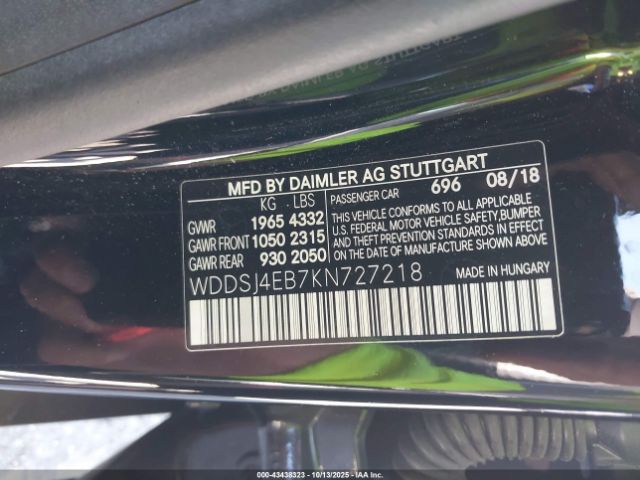 MFD BY DAIMLER AG STUTTGART
KG LBS PASSENGER CAR 696 08/18
GVWR 1965 4332
GAWR FRONT 1050 2315
GAWR REAR 930 2050
THIS VEHICLE CONFORMS TO ALL APPLICABLE
U.S. FEDERAL MOTOR VEHICLE SAFETY, BUMPER
AND THEFT PREVENTION STANDARDS IN EFFECT
ON THE DATE OF MANUFACTURE SHOWN ABOVE.
WDDSJ4EB7KN727218 MADE IN HUNGARY
000-43438323 - 10/13/2025 - IAAI.COM